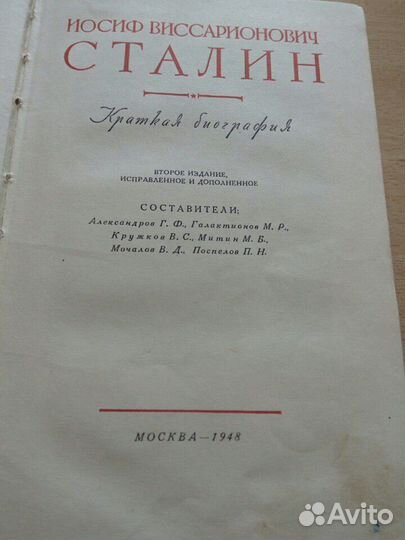 ИОСИФ ВИССАРИОНОВИЧ
СТАЛИН
Краткая биография
ВТОРОЕ ИЗДАНИЕ,
ИСПРАВЛЕННОЕ И ДОПОЛНЕННОЕ
СОСТАВИТЕЛИ:
Александров Г. Ф., Галактионов М. Р.,
Кружков В. С., Митин М. Б.,
Мочалов В. Д., Поспелов П. Н.
МОСКВА—1948
Avito